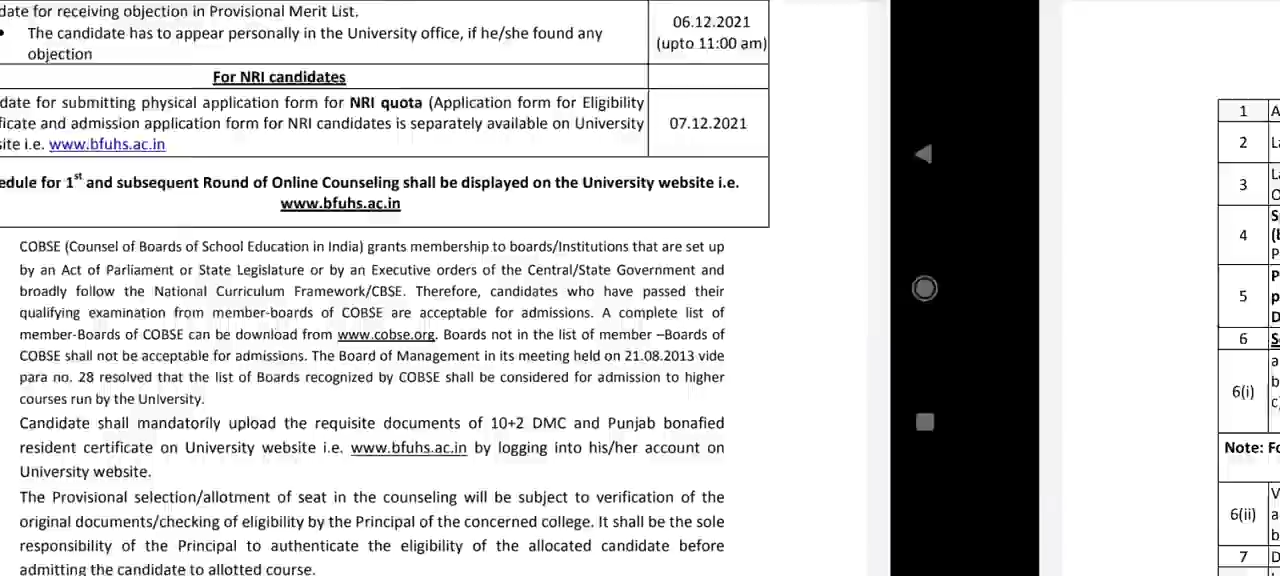 date for receiving objection in Provisional Merit List.
• The candidate has to appear personally in the University office, if he/she found any
objection
06.12.2021
(upto 11:00 am)
For NRI candidates
date for submitting physical application form for NRI quota (Application form for Eligibility
ficate and admission application form for NRI candidates is separately available on University
site i.e. www.bfuhs.ac.in
07.12.2021
edule for 1st and subsequent Round of Online Counseling shall be displayed on the University website i.e.
www.bfuhs.ac.in
COBSE (Counsel of Boards of School Education in India) grants membership to boards/Institutions that are set up
by an Act of Parliament or State Legislature or by an Executive orders of the Central/State Government and
broadly follow the National Curriculum Framework/CBSE. Therefore, candidates who have passed their
qualifying examination from member-boards of COBSE are acceptable for admissions. A complete list of
member-Boards of COBSE can be download from www.cobse.org. Boards not in the list of member –Boards of
COBSE shall not be acceptable for admissions. The Board of Management in its meeting held on 21.08.2013 vide
para no. 28 resolved that the list of Boards recognized by COBSE shall be considered for admission to higher
courses run by the University.
Candidate shall mandatorily upload the requisite documents of 10+2 DMC and Punjab bonafied
resident certificate on University website i.e. www.bfuhs.ac.in by logging into his/her account on
University website.
The Provisional selection/allotment of seat in the counseling will be subject to verification of the
original documents/checking of eligibility by the Principal of the concerned college. It shall be the sole
responsibility of the Principal to authenticate the eligibility of the allocated candidate before
admitting the candidate to allotted course.
1 A
2 La
3 La
O
4 S
(b
P
5 P
p
D
6 Se
6(i) a
b
c)
Note: Fo
6(ii) V
a
b
7 D